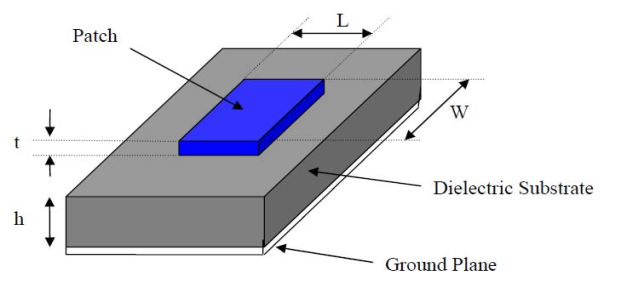 L
Patch
W
t
Dielectric Substrate
h
Ground Plane